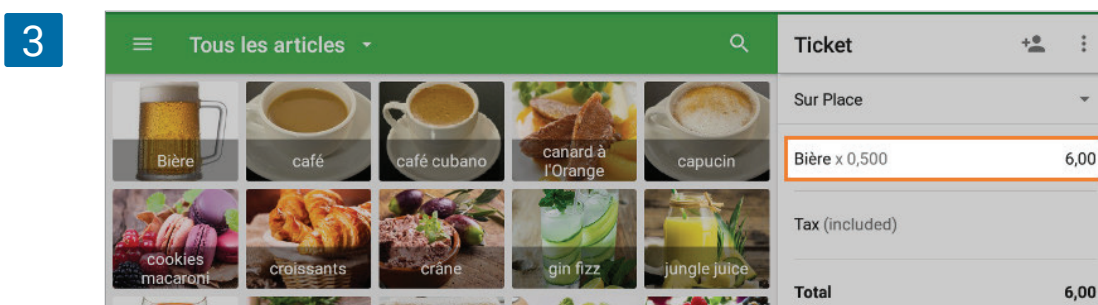 3
Tous les articles
Ticket
Sur Place
Bière
café
café cubano
canard à
l'Orange
capucin
Bière x 0,500 6,00
Tax (included)
cookies
macaroni
croissants
crâne
gin fizz
jungle juice
Total 6,00